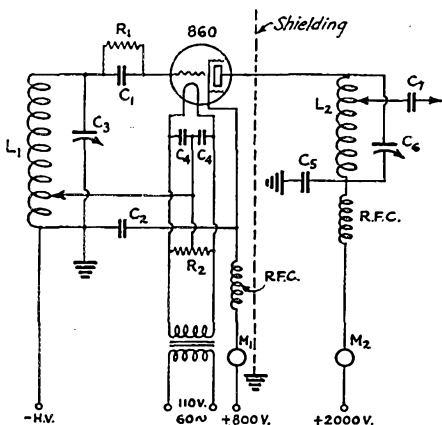 R1
860
Shielding
C1
C3
L1
C4
C4
C2
R2
R.F.C.
M1
L2
C7
C6
C5
R.F.C.
M2
-H.V.
110V.
60~
+800V.
+2000V.